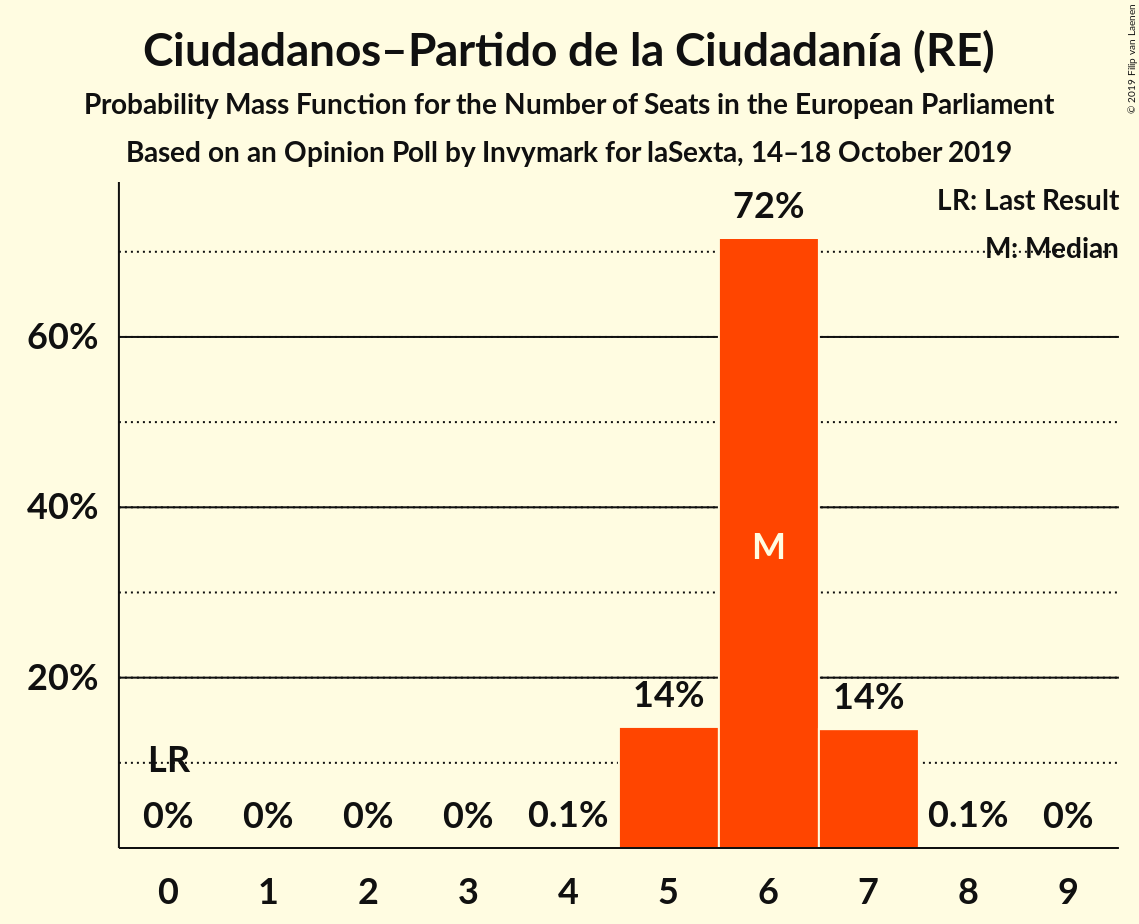 Ciudadanos–Partido de la Ciudadanía (RE)
Probability Mass Function for the Number of Seats in the European Parliament
Based on an Opinion Poll by Invymark for laSexta, 14–18 October 2019
© 2019 Filip van Laenen
LR: Last Result
M: Median
72%
60%
40%
M
20%
14%
14%
LR
0%
0%
0%
0%
0.1%
0.1%
0%
0 1 2 3 4 5 6 7 8 9